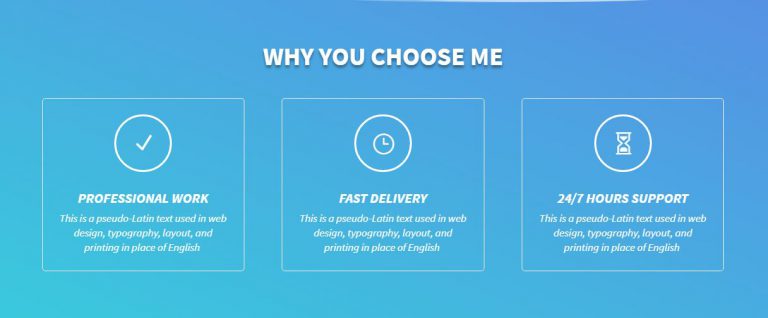 WHY YOU CHOOSE ME
PROFESSIONAL WORK
This is a pseudo-Latin text used in web
design, typography, layout, and
printing in place of English
FAST DELIVERY
This is a pseudo-Latin text used in web
design, typography, layout, and
printing in place of English
24/7 HOURS SUPPORT
This is a pseudo-Latin text used in web
design, typography, layout, and
printing in place of English